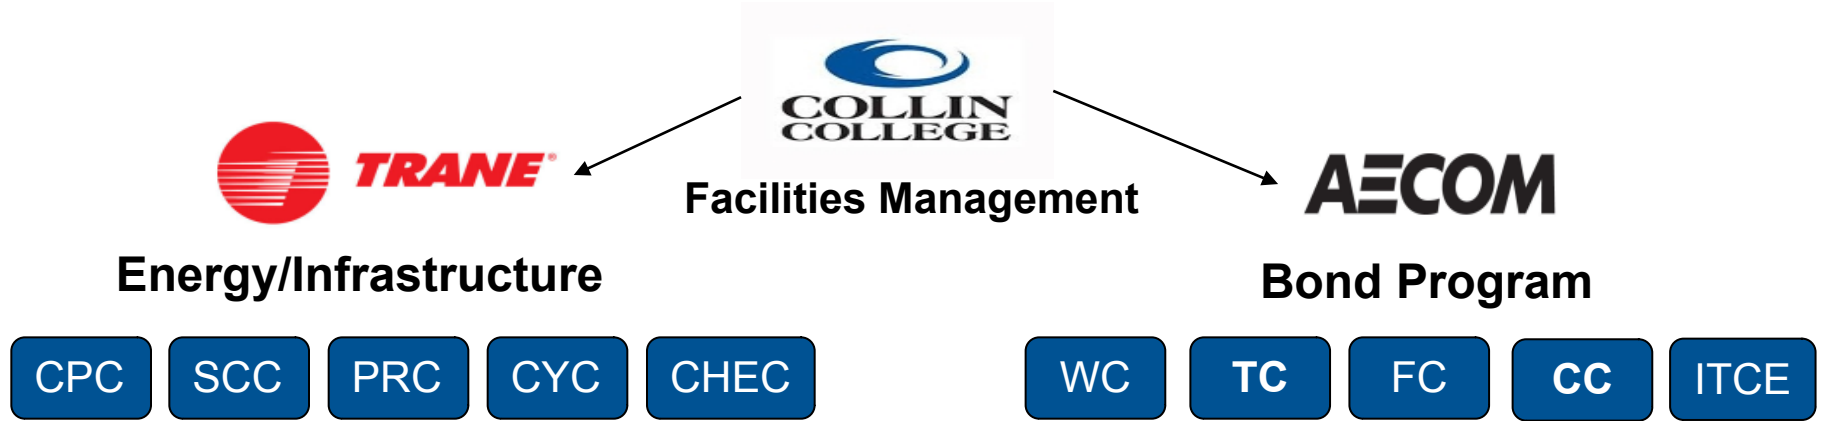 COLLIN
COLLEGE
Facilities Management
TRANE®
Energy/Infrastructure
CPC SCC PRC CYC CHEC
AECOM
Bond Program
WC TC FC CC ITCE